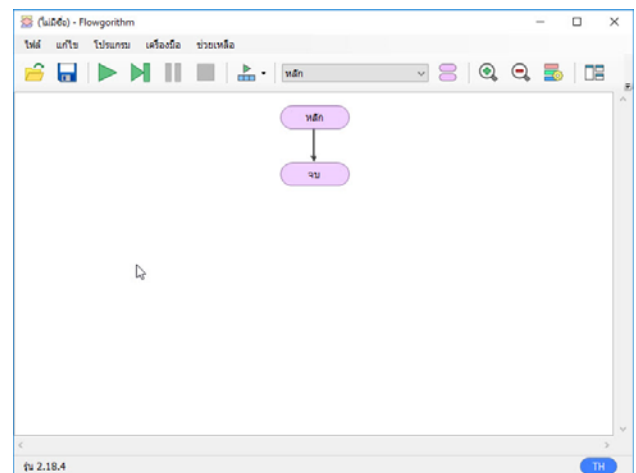 (ไม่มีชื่อ) - Flowgorithm
ไฟล์ แก้ไข โปรแกรม เครื่องมือ ช่วยเหลือ
หลัก
หลัก
จบ
รุ่น 2.18.4
TH